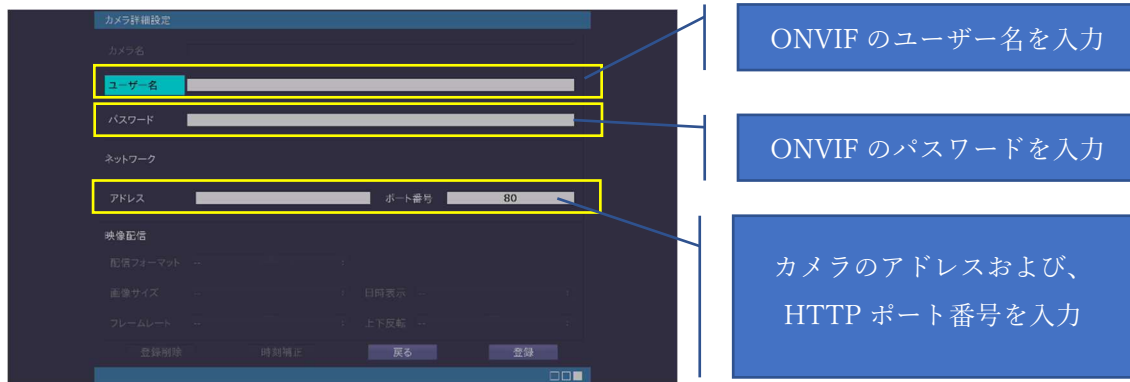 カメラ詳細設定
カメラ名
ユーザー名
パスワード
ネットワーク
アドレス ポート番号 80
映像配信
配信フォーマット --
画像サイズ -- 日時表示 --
フレームレート -- 上下反転 --
登録削除 時刻補正 戻る 登録
ONVIF のユーザー名を入力
ONVIF のパスワードを入力
カメラのアドレスおよび、
HTTP ポート番号を入力